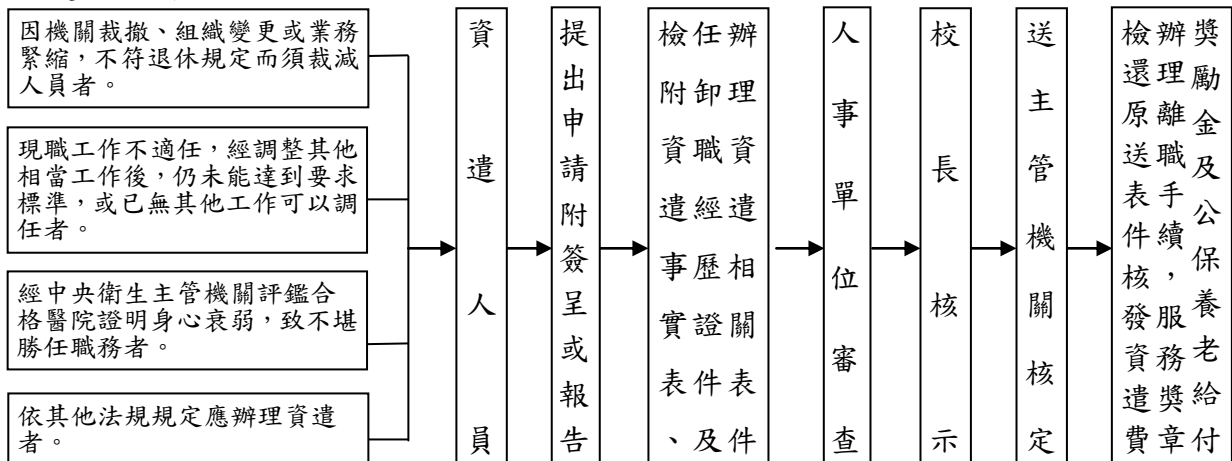 因機關裁撤、組織變更或業務
緊縮，不符退休規定而須裁減
人員者。
現職工作不適任，經調整其他
相當工作後，仍未能達到要求
標準，或已無其他工作可以調
任者。
經中央衛生主管機關評鑑合
格醫院證明身心衰弱，致不堪
勝任職務者。
依其他法規規定應辦理資遣
者。
資遣人員
提出申請附簽呈或報告
檢附資遣事實表、
任卸職經歷證件及
辦理資遣相關表件
人事單位審查
校長核示
送主管機關核定
檢還原送表件核發資遣費
辦理離職手續，服務獎章
獎勵金及公保養老給付